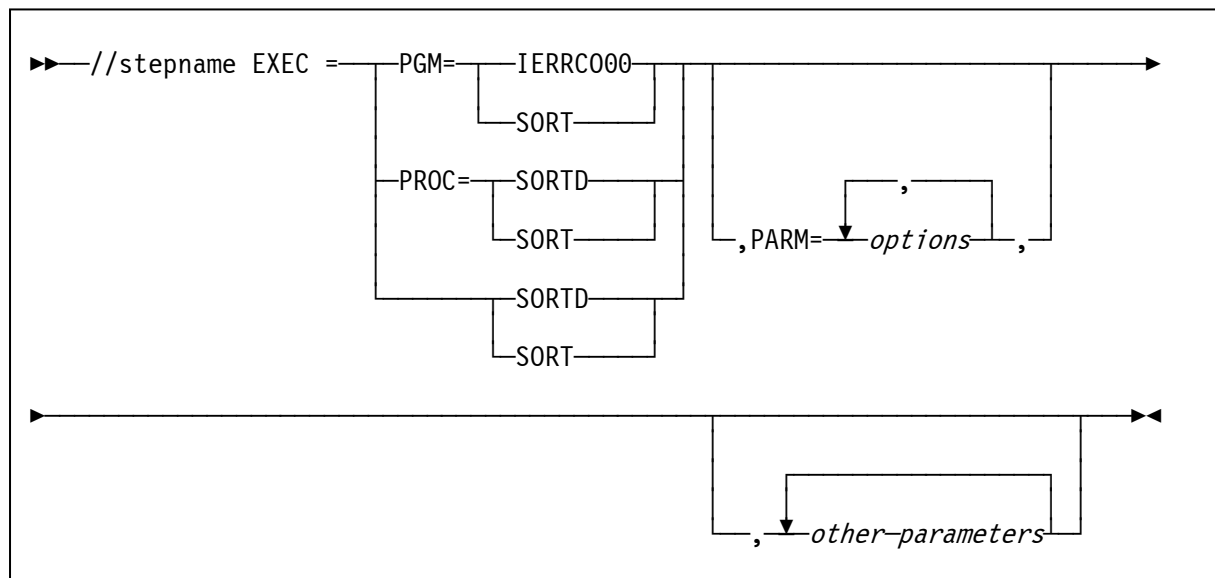 //stepname EXEC = PGM= IERRCO00
SORT
PROC= SORTD ,
SORT ,PARM= options ,
SORTD
SORT
, other-parameters